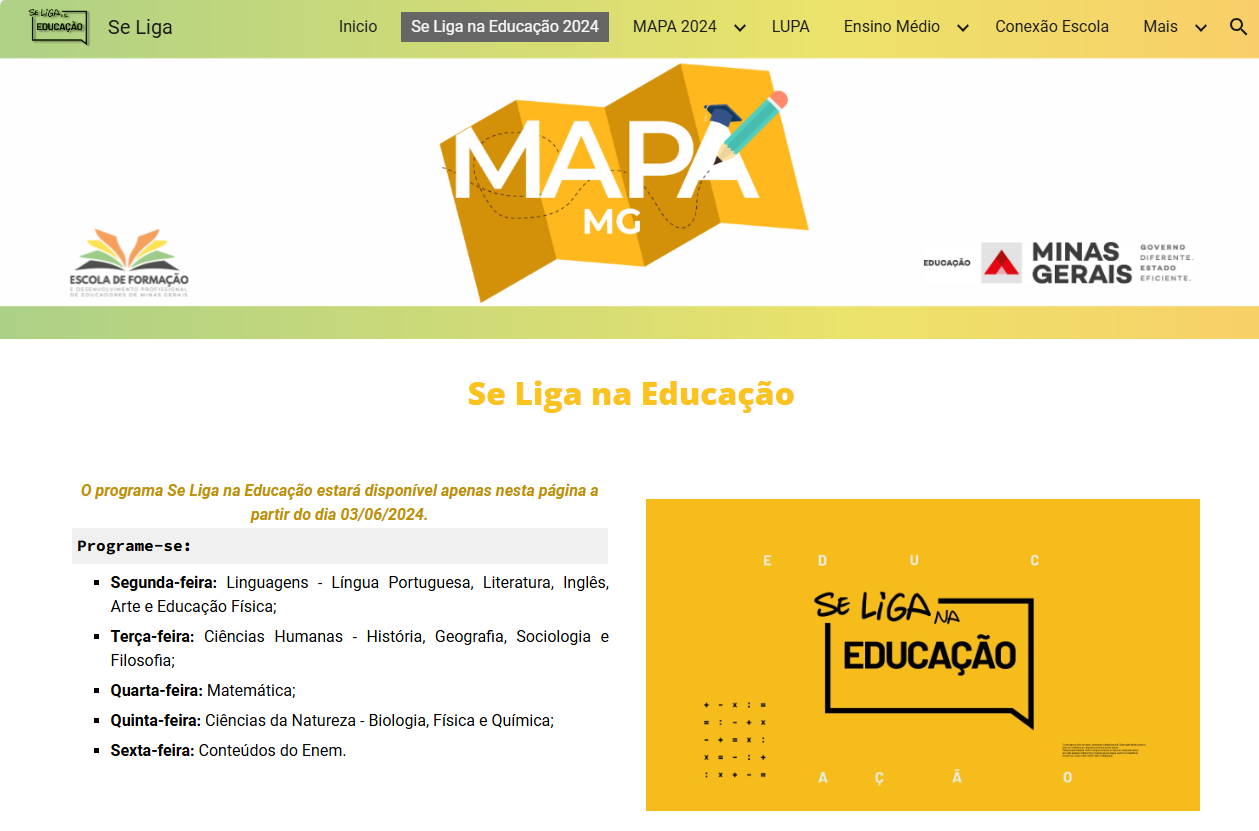 SE LIGA NA
EDUCAÇÃO
Se Liga
Inicio
Se Liga na Educação 2024
MAPA 2024
LUPA
Ensino Médio
Conexão Escola
Mais
MAPA
MG
ESCOLA DE FORMAÇÃO
E DESENVOLVIMENTO PROFISSIONAL
DE EDUCADORES DE MINAS GERAIS
EDUCAÇÃO
MINAS
GERAIS
GOVERNO
DIFERENTE.
ESTADO
EFICIENTE.
Se Liga na Educação
O programa Se Liga na Educação estará disponível apenas nesta página a
partir do dia 03/06/2024.
Programe-se:
Segunda-feira: Linguagens - Língua Portuguesa, Literatura, Inglês,
Arte e Educação Física;
Terça-feira: Ciências Humanas - História, Geografia, Sociologia e
Filosofia;
Quarta-feira: Matemática;
Quinta-feira: Ciências da Natureza - Biologia, Física e Química;
Sexta-feira: Conteúdos do Enem.
E D U C
SE LIGA NA
EDUCAÇÃO
+ - x : =
= : - + x
- + = x :
x = - : +
: x + - =
A Ç Ã O